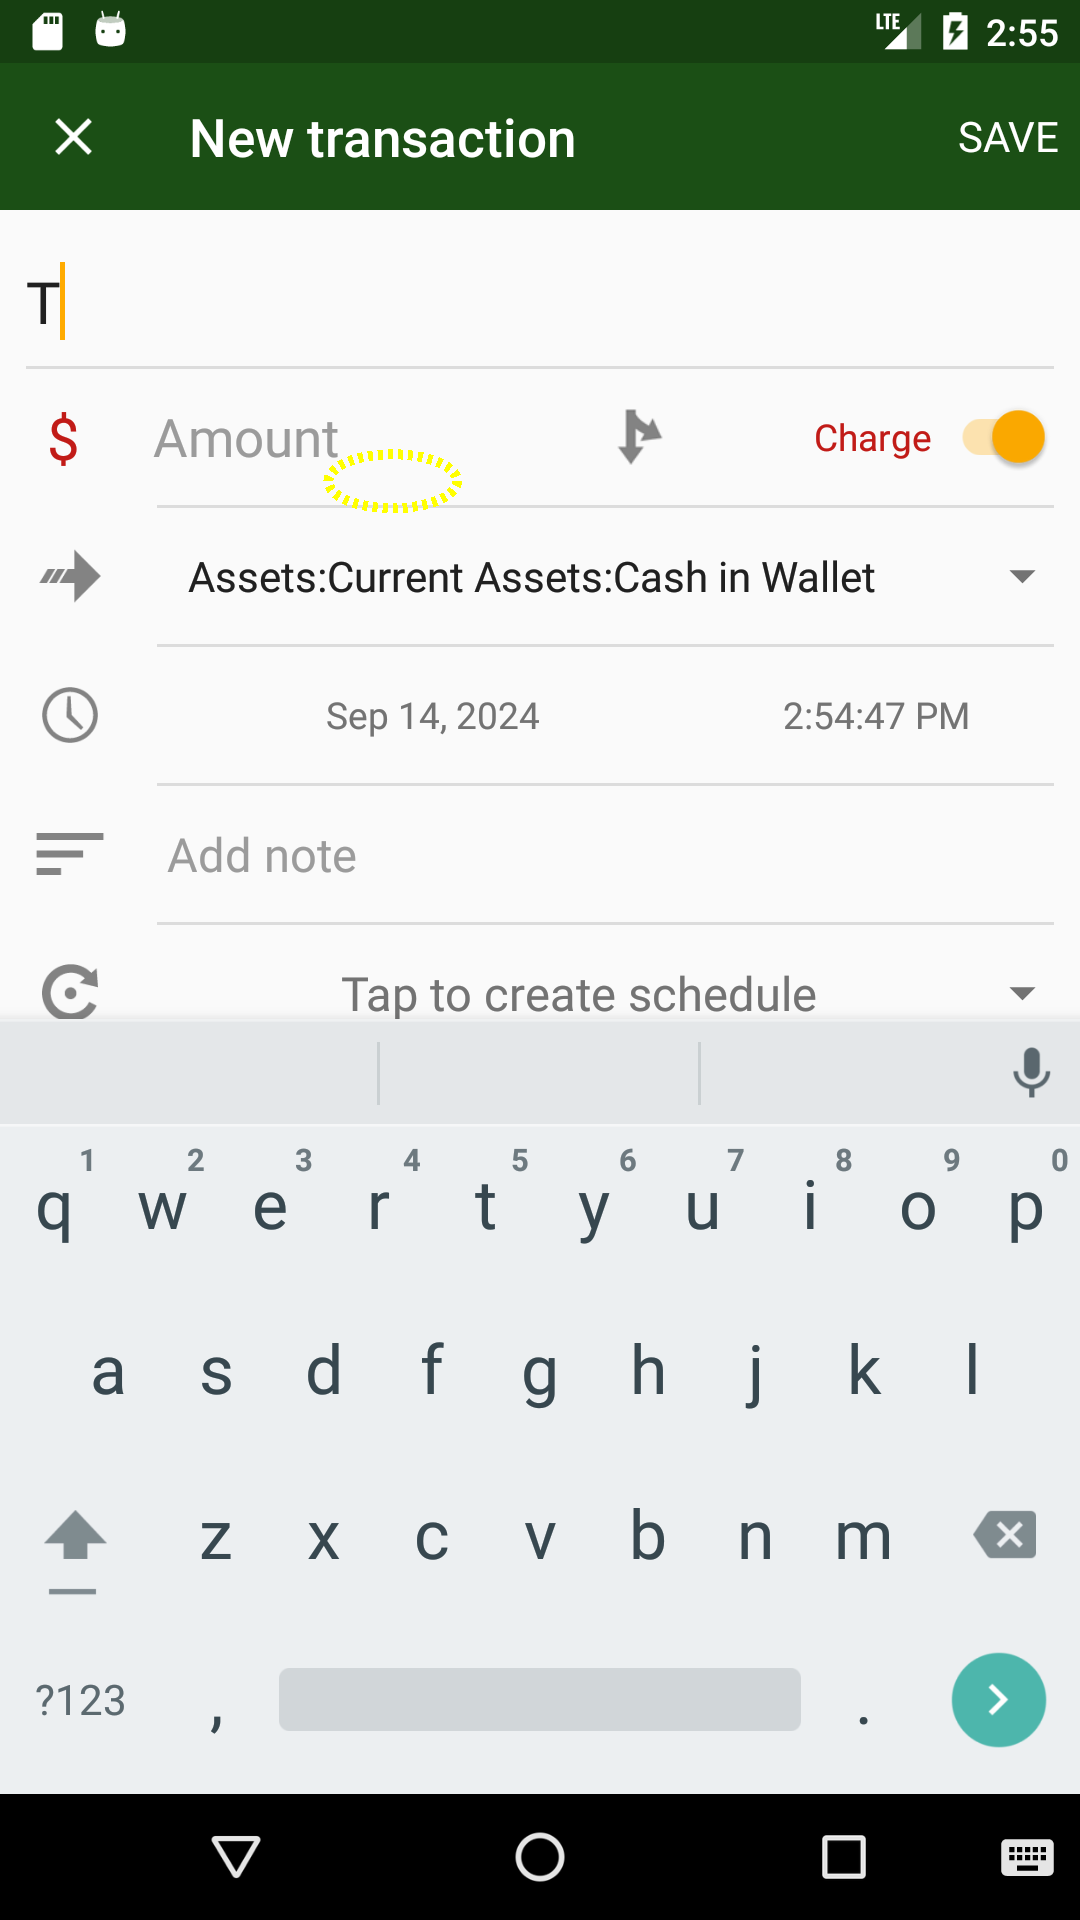 LTE 2:55
New transaction SAVE
T
$ Amount Charge
Assets:Current Assets:Cash in Wallet
Sep 14, 2024 2:54:47 PM
Add note
Tap to create schedule
1 2 3 4 5 6 7 8 9 0
q w e r t y u i o p
a s d f g h j k l
z x c v b n m
?123 , .